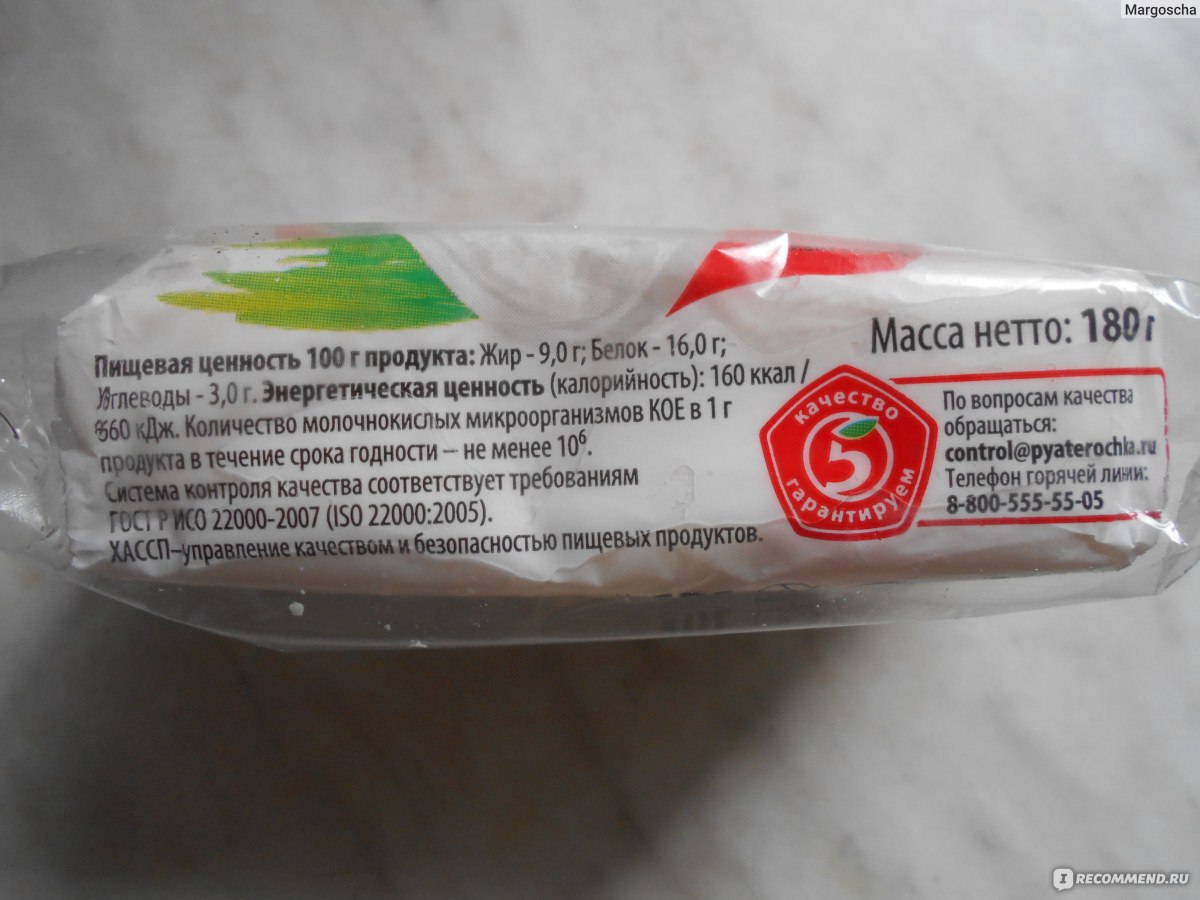 Margoscha
Пищевая ценность 100 г продукта: Жир - 9,0 г; Белок - 16,0 г;
Углеводы - 3,0 г. Энергетическая ценность (калорийность): 160 ккал /
660 кДж. Количество молочнокислых микроорганизмов КОЕ в 1 г
продукта в течение срока годности – не менее 10⁶.
Система контроля качества соответствует требованиям
ГОСТ Р ИСО 22000-2007 (ISO 22000:2005).
ХАССП–управление качеством и безопасностью пищевых продуктов.
Масса нетто: 180 г
качество
5
гарантируем
По вопросам качества
обращаться:
control@pyaterochka.ru
Телефон горячей линии:
8-800-555-55-05
IRECOMMEND.RU